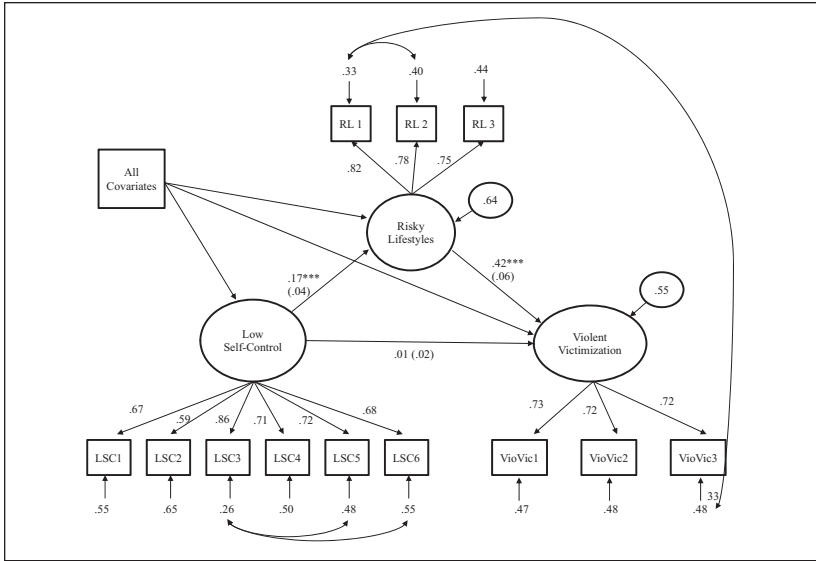 .33 .40 .44
RL 1 RL 2 RL 3
.82 .78 .75
All
Covariates
Risky
Lifestyles
.64
.17***
(.04)
.42***
(.06)
.55
Low
Self-Control
Violent
Victimization
.01 (.02)
.67 .59 .86 .71 .72 .68
.73 .72 .72
LSC1 LSC2 LSC3 LSC4 LSC5 LSC6
VioVic1 VioVic2 VioVic3
.33
.55 .65 .26 .50 .48 .55
.47 .48 .48